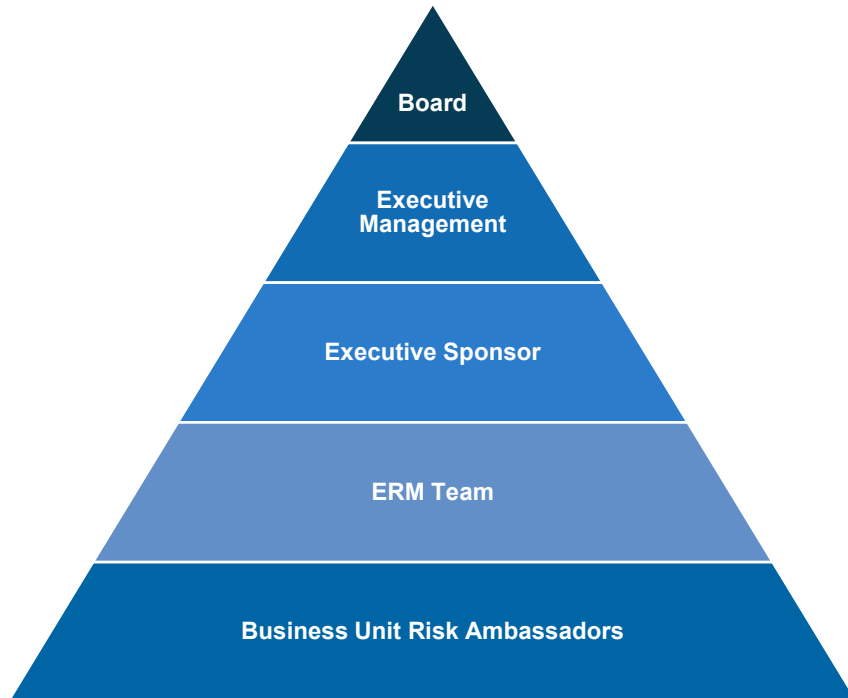 Board
Executive
Management
Executive Sponsor
ERM Team
Business Unit Risk Ambassadors